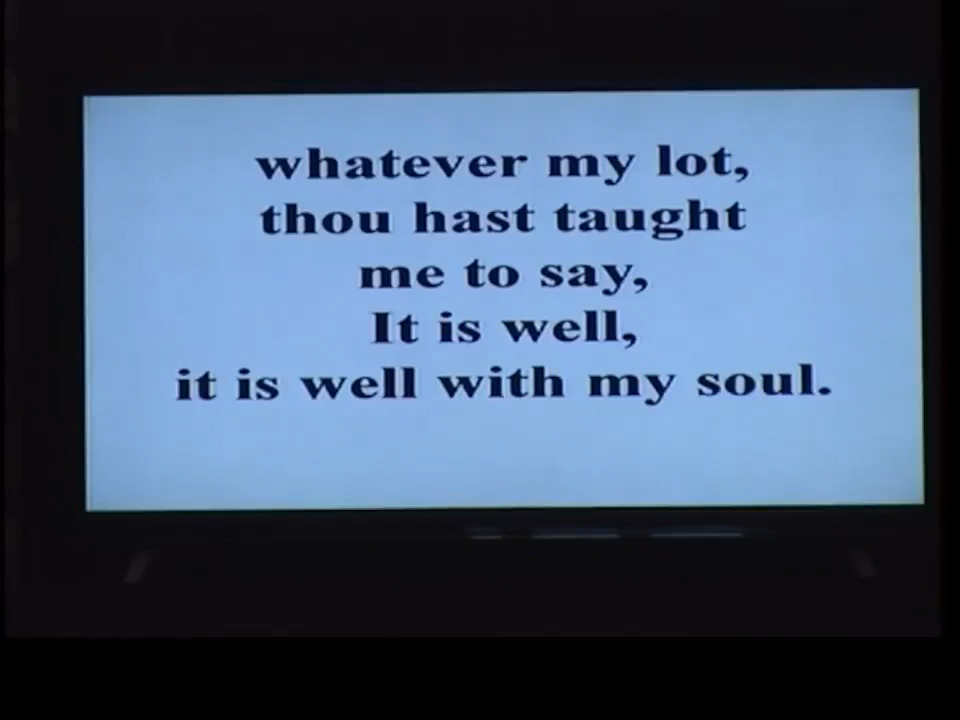 whatever my lot,
thou hast taught
me to say,
It is well,
it is well with my soul.